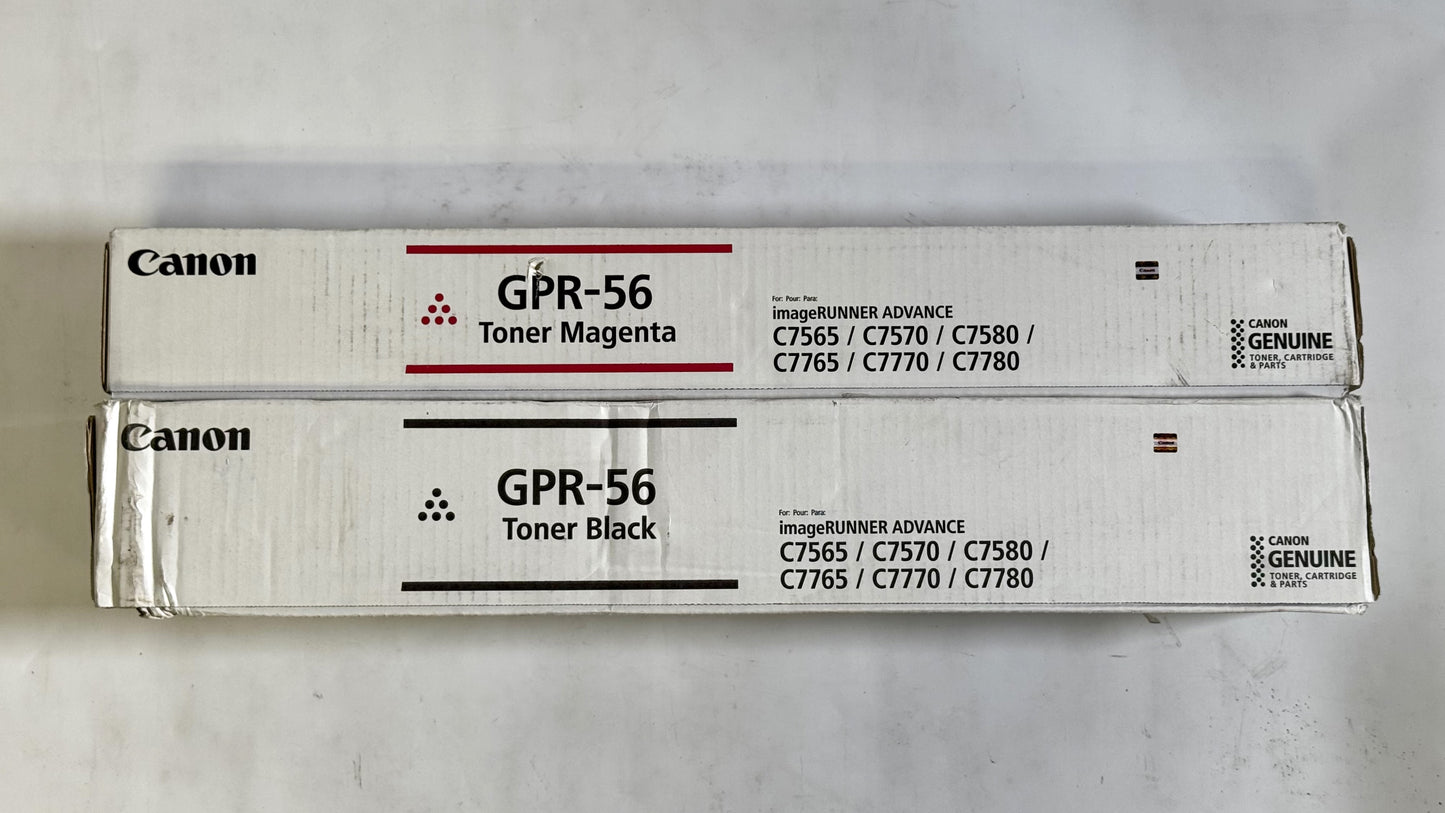 Canon
GPR-56
Toner Magenta
For: Pour: Para:
imageRUNNER ADVANCE
C7565 / C7570 / C7580 /
C7765 / C7770 / C7780
Canon
CANON
GENUINE
TONER, CARTRIDGE
& PARTS
Canon
GPR-56
Toner Black
For: Pour: Para:
imageRUNNER ADVANCE
C7565 / C7570 / C7580 /
C7765 / C7770 / C7780
Canon
CANON
GENUINE
TONER, CARTRIDGE
& PARTS